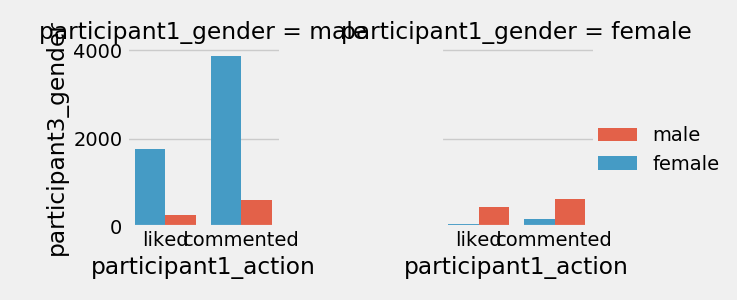 participant1_gender = male
participant1_gender = female
participant3_gender
4000
2000
0
liked commented
liked commented
participant1_action
participant1_action
male
female